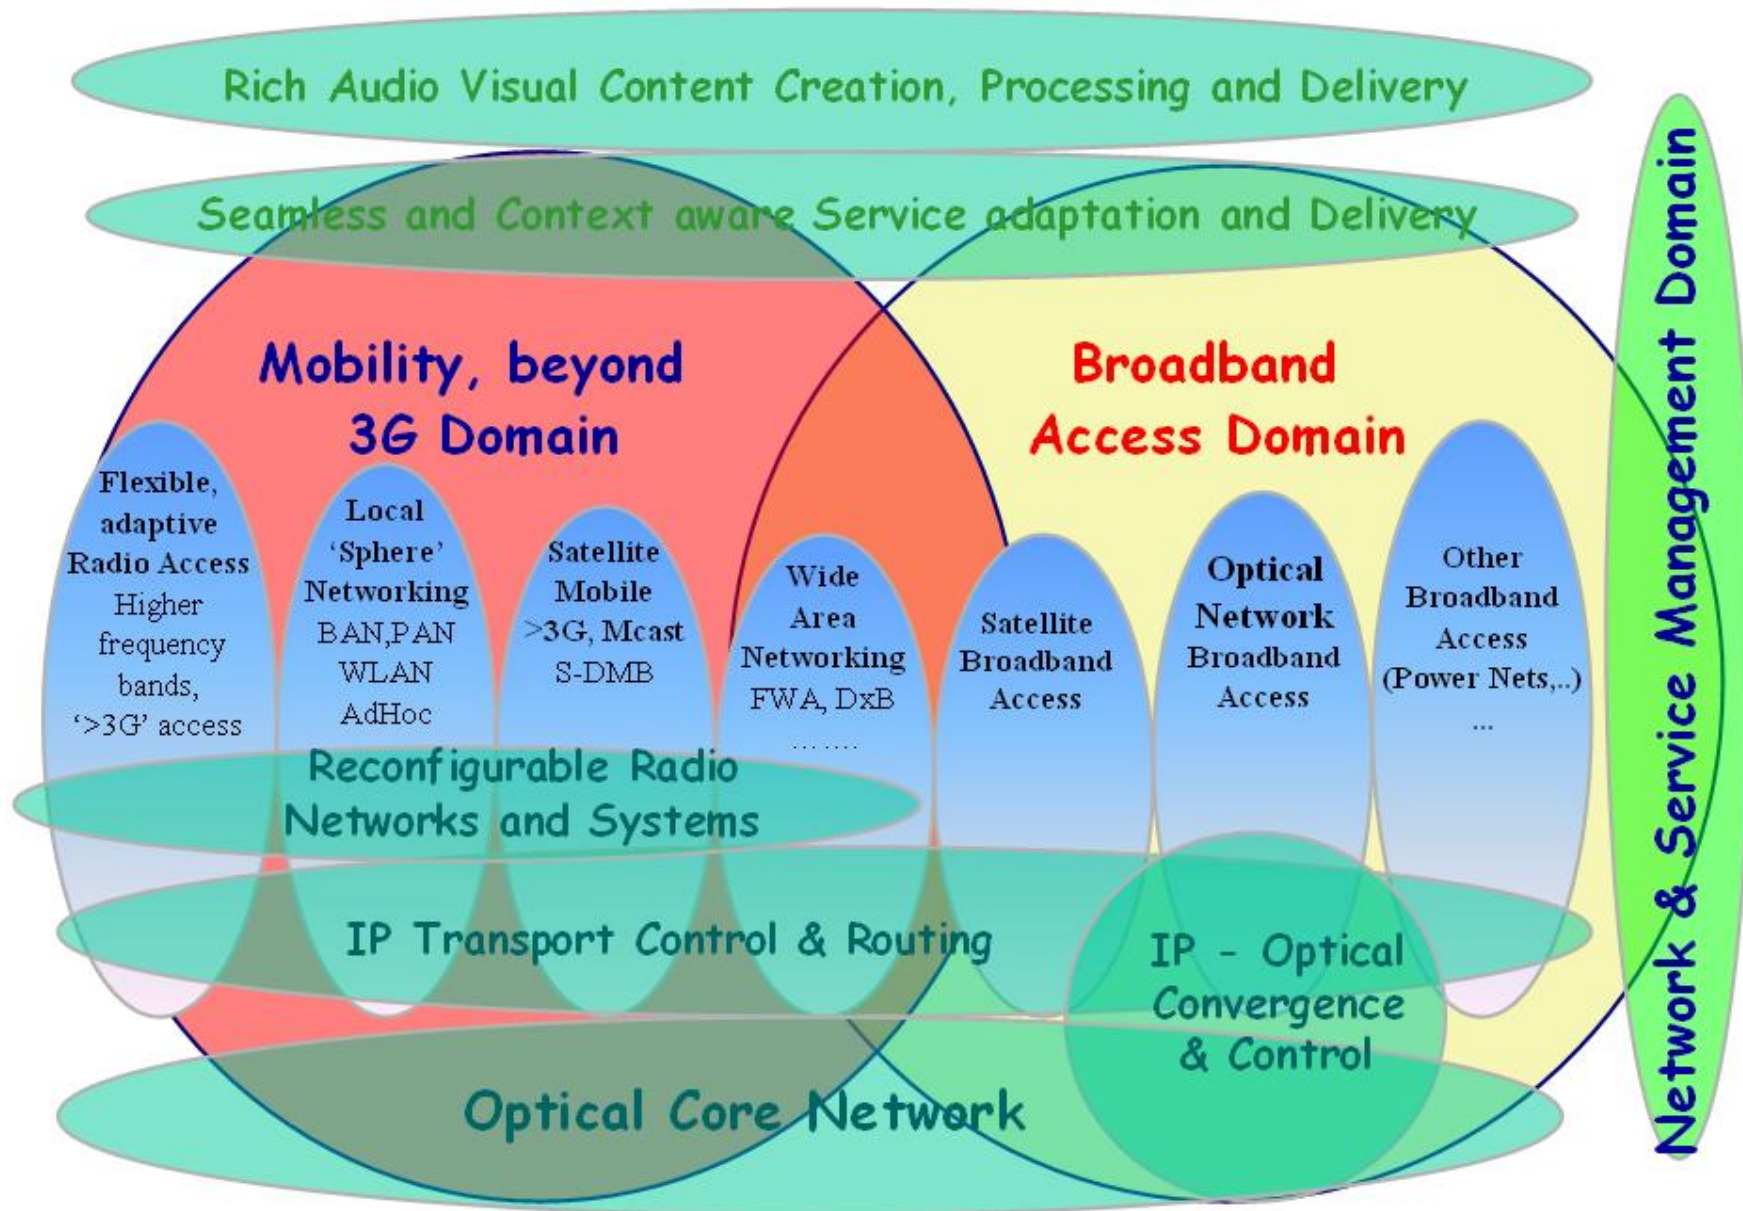 Rich Audio Visual Content Creation, Processing and Delivery
Seamless and Context aware Service adaptation and Delivery
Mobility, beyond
3G Domain
Broadband
Access Domain
Flexible,
adaptive
Radio Access
Higher
frequency
bands,
‘>3G’ access
Local
‘Sphere’
Networking
BAN,PAN
WLAN
AdHoc
Satellite
Mobile
>3G, Mcast
S-DMB
Wide
Area
Networking
FWA, DxB
…….
Satellite
Broadband
Access
Optical
Network
Broadband
Access
Other
Broadband
Access
(Power Nets,..)
...
Reconfigurable Radio
Networks and Systems
IP Transport Control & Routing
IP - Optical
Convergence
& Control
Optical Core Network
Network & Service Management Domain